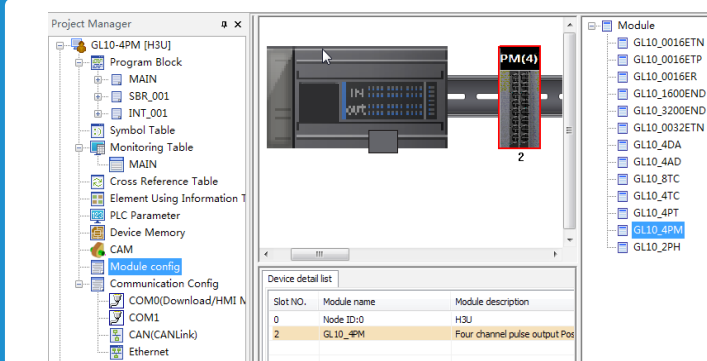 Project Manager
GL10-4PM [H3U]
Program Block
MAIN
SBR_001
INT_001
Symbol Table
Monitoring Table
MAIN
Cross Reference Table
Element Using Information T
PLC Parameter
Device Memory
CAM
Module config
Communication Config
COM0(Download/HMI M
COM1
CAN(CANLink)
Ethernet
IN
out
PM(4)
2
Device detail list
Slot NO. Module name Module description
0 Node ID:0 H3U
2 GL10_4PM Four channel pulse output Pos
Module
GL10_0016ETN
GL10_0016ETP
GL10_0016ER
GL10_1600END
GL10_3200END
GL10_0032ETN
GL10_4DA
GL10_4AD
GL10_8TC
GL10_4TC
GL10_4PT
GL10_4PM
GL10_2PH